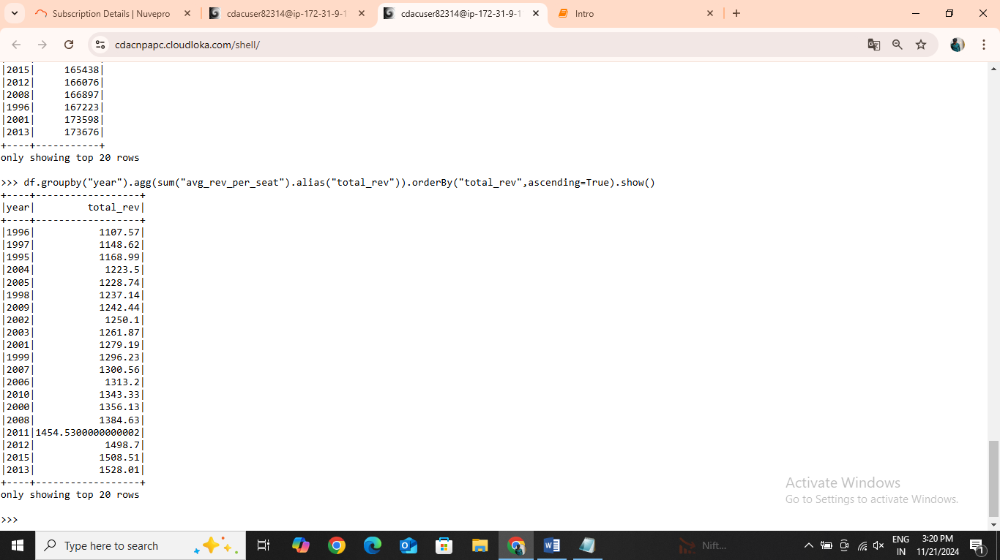 Subscription Details | Nuvepro
cdacuser82314@ip-172-31-9-1
cdacuser82314@ip-172-31-9-1
Intro
cdacnpapc.cloudloka.com/shell/
|2015|     165438|
|2012|     166076|
|2008|     166897|
|1996|     167223|
|2001|     173598|
|2013|     173676|
+----+-----------+
only showing top 20 rows
>>> df.groupby("year").agg(sum("avg_rev_per_seat").alias("total_rev")).orderBy("total_rev",ascending=True).show()
+----+------------------+
|year|         total_rev|
+----+------------------+
|1996|           1107.57|
|1997|           1148.62|
|1995|           1168.99|
|2004|            1223.5|
|2005|           1228.74|
|1998|           1237.14|
|2009|           1242.44|
|2002|            1250.1|
|2003|           1261.87|
|2001|           1279.19|
|1999|           1296.23|
|2007|           1300.56|
|2006|            1313.2|
|2010|           1343.33|
|2000|           1356.13|
|2008|           1384.63|
|2011|1454.5300000000002|
|2012|            1498.7|
|2015|           1508.51|
|2013|           1528.01|
+----+------------------+
only showing top 20 rows
>>>
Activate Windows
Go to Settings to activate Windows.
Type here to search
Nift...
ENG
IN
3:20 PM
11/21/2024
1